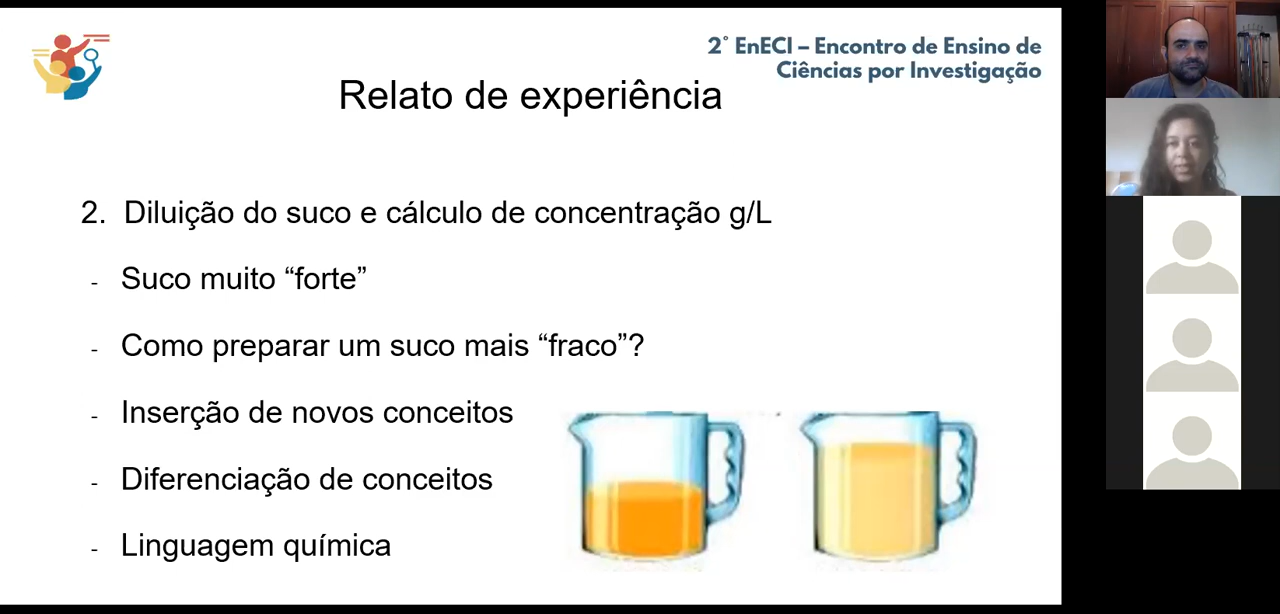 2° EnECI – Encontro de Ensino de
Ciências por Investigação
Relato de experiência
2. Diluição do suco e cálculo de concentração g/L
- Suco muito “forte”
- Como preparar um suco mais “fraco”?
- Inserção de novos conceitos
- Diferenciação de conceitos
- Linguagem química